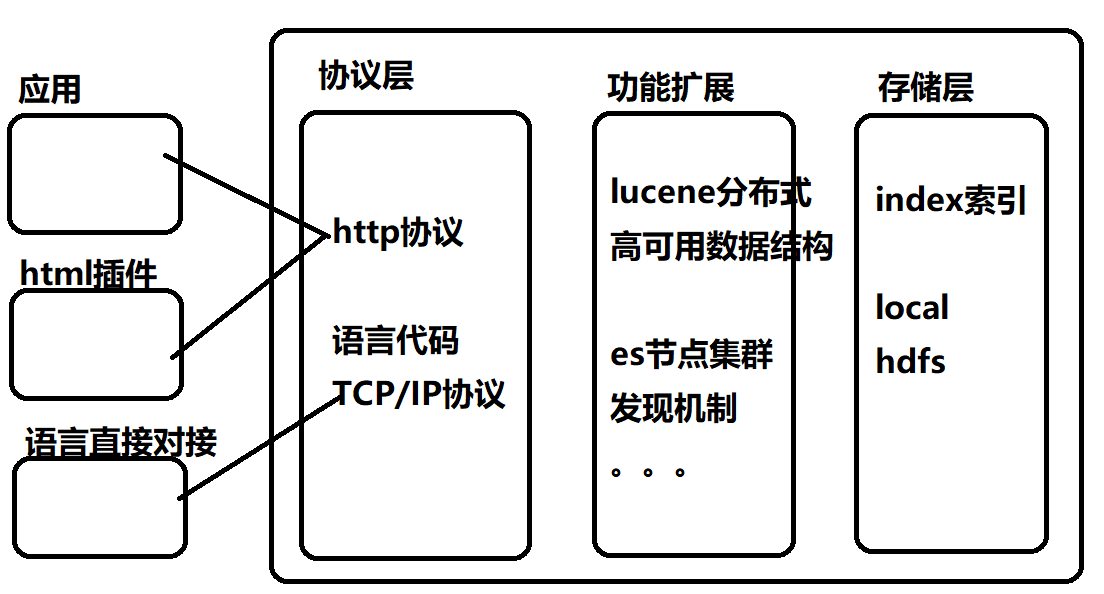 应用
html插件
语言直接对接
协议层
http协议
语言代码
TCP/IP协议
功能扩展
lucene分布式
高可用数据结构
es节点集群
发现机制
。。。
存储层
index索引
local
hdfs